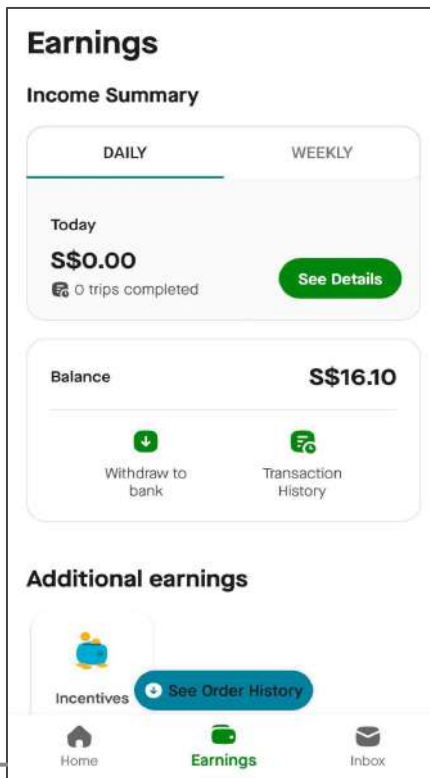 Earnings
Income Summary
DAILY WEEKLY
Today
S$0.00
0 trips completed
See Details
Balance S$16.10
Withdraw to Transaction
bank History
Additional earnings
Incentives
See Order History
Home Earnings Inbox